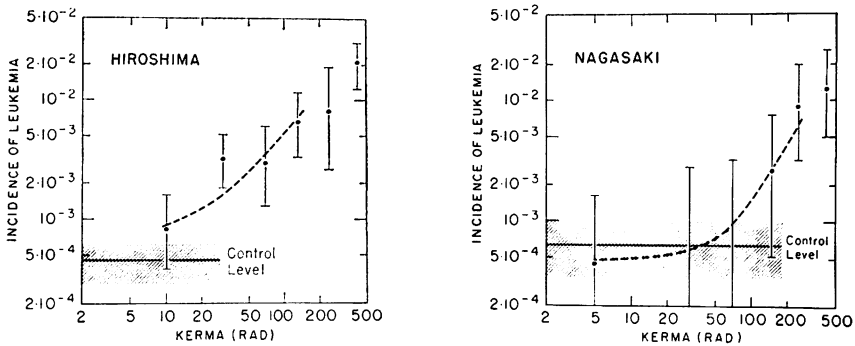 HIROSHIMA
INCIDENCE OF LEUKEMIA
5·10⁻²
2·10⁻²
10⁻²
5·10⁻³
2·10⁻³
10⁻³
5·10⁻⁴
2·10⁻⁴
Control
Level
2 5 10 20 50 100 200 500
KERMA (RAD)
NAGASAKI
INCIDENCE OF LEUKEMIA
5·10⁻²
2·10⁻²
10⁻²
5·10⁻³
2·10⁻³
10⁻³
5·10⁻⁴
2·10⁻⁴
Control
Level
2 5 10 20 50 100 200 500
KERMA (RAD)